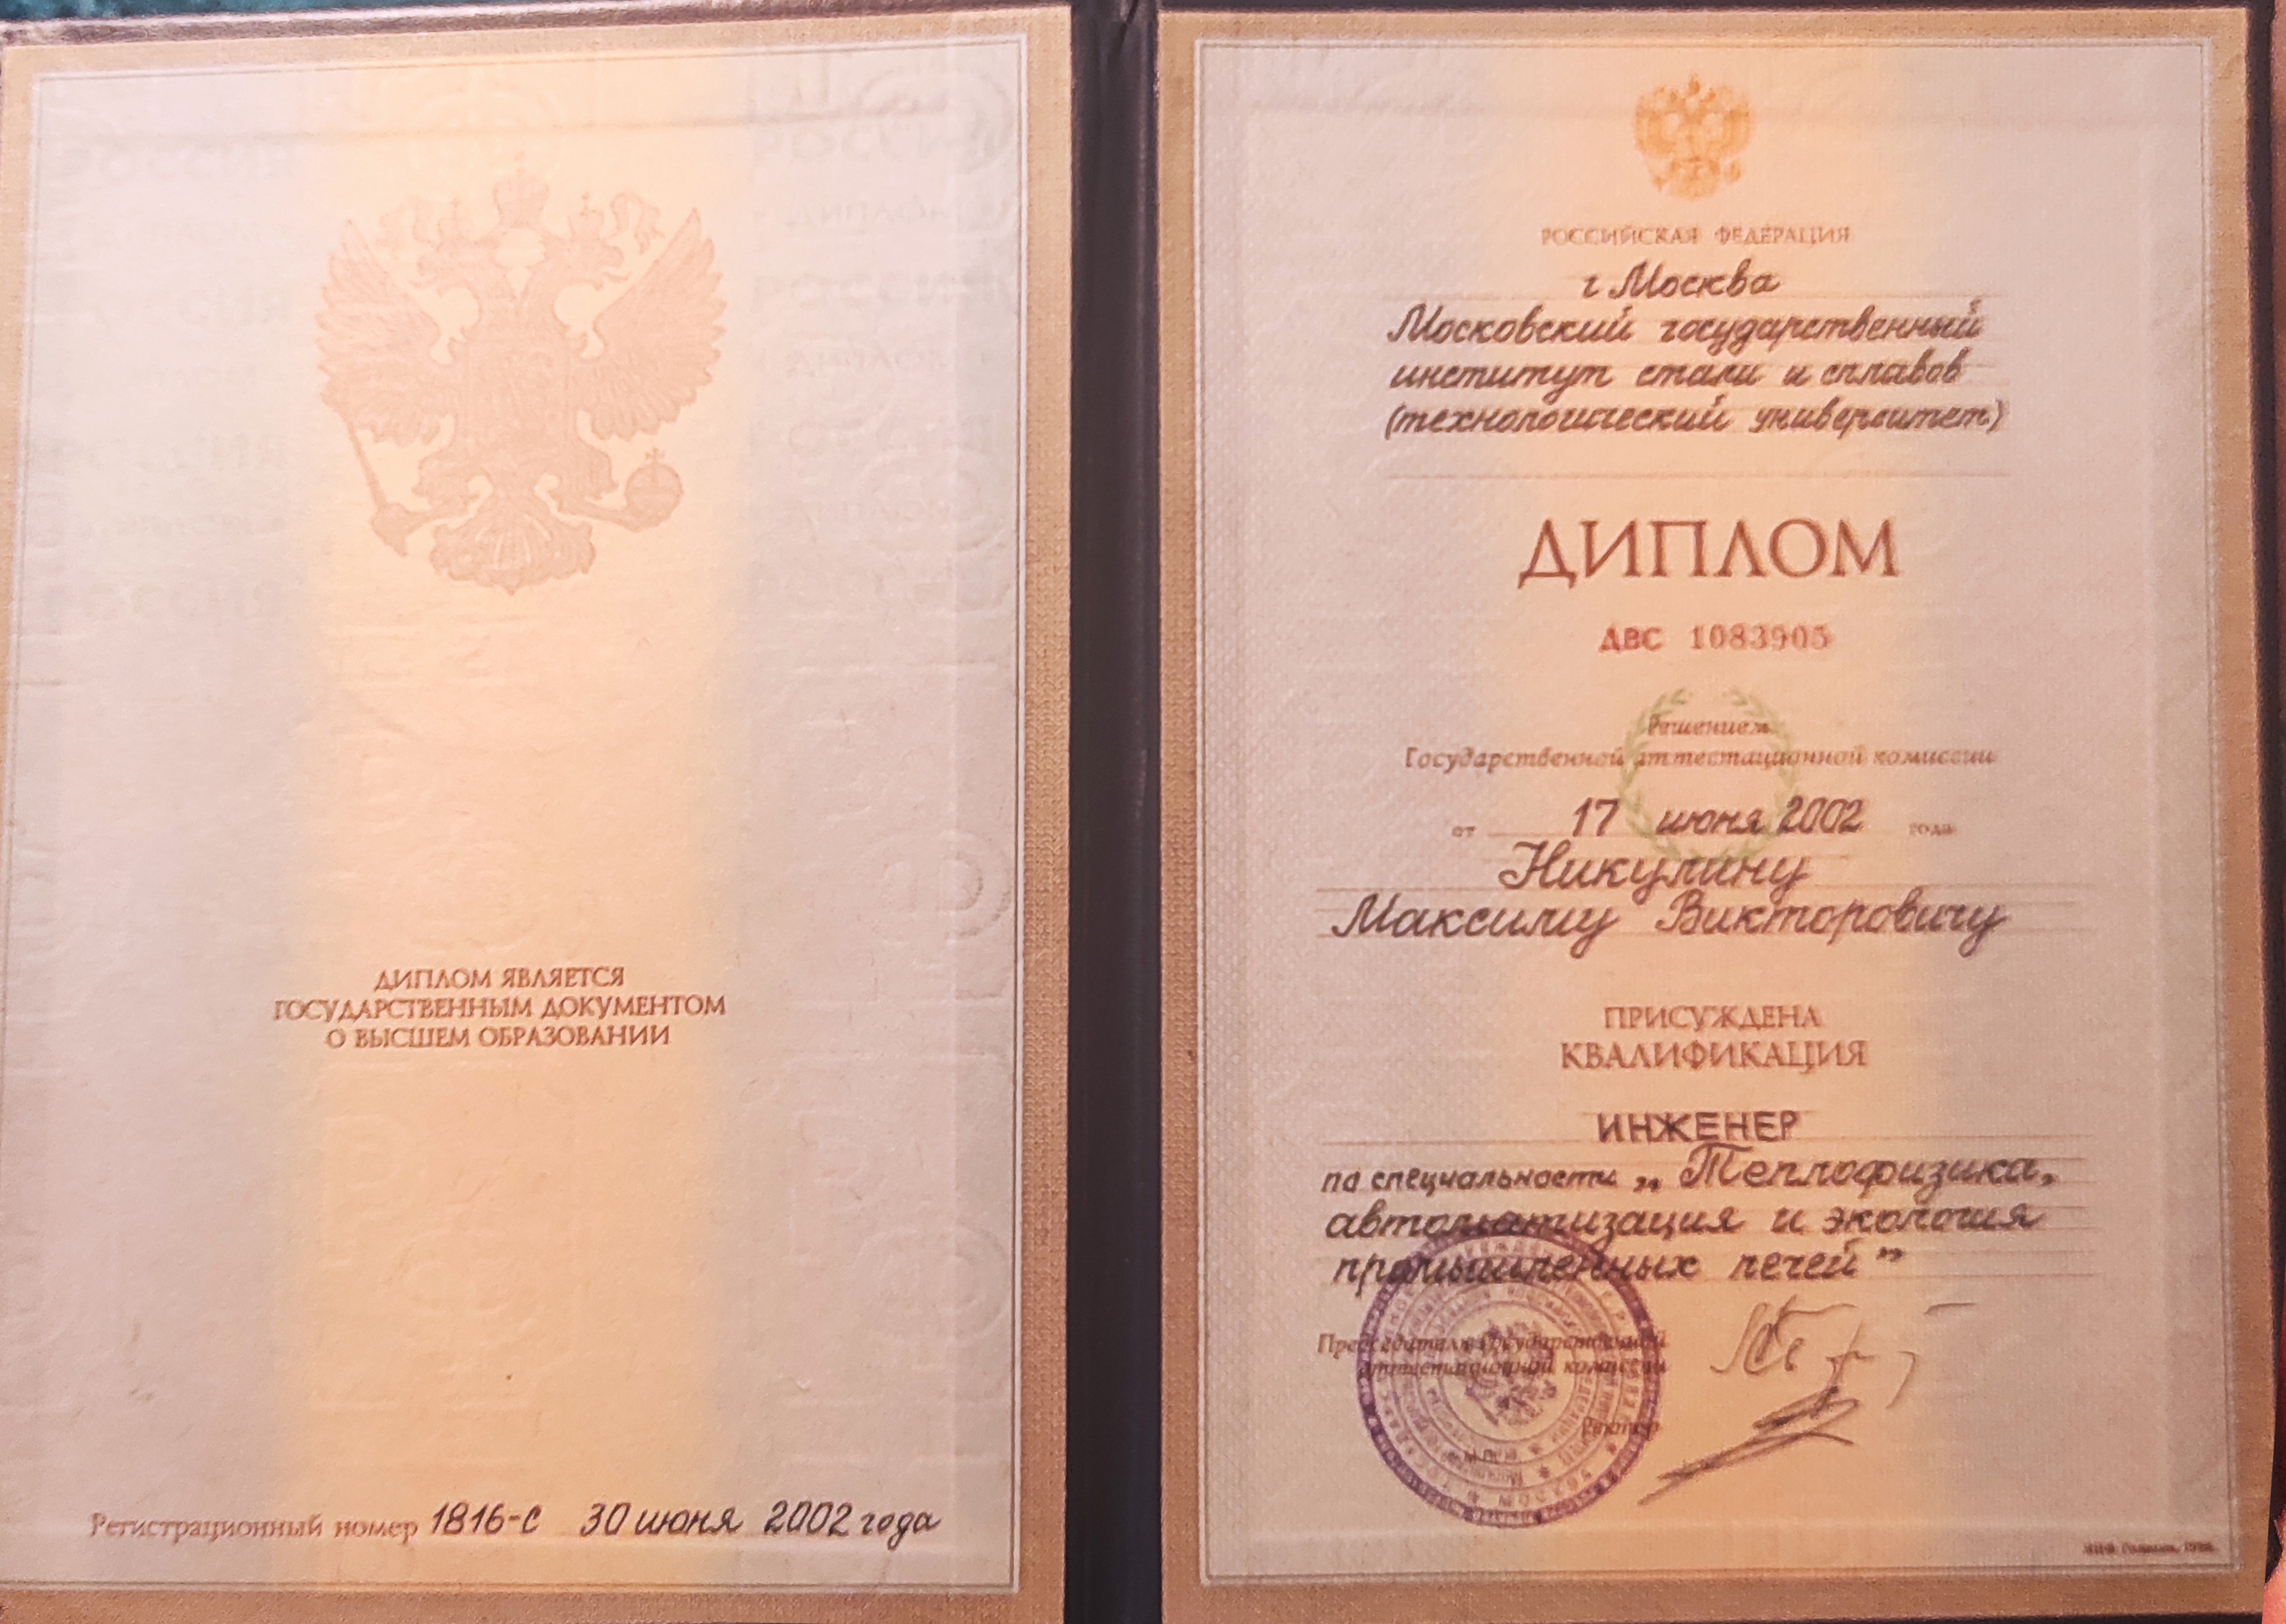 ДИПЛОМ ЯВЛЯЕТСЯ
ГОСУДАРСТВЕННЫМ ДОКУМЕНТОМ
О ВЫСШЕМ ОБРАЗОВАНИИ
Регистрационный номер 1816-С 30 июня 2002 года
РОССИЙСКАЯ ФЕДЕРАЦИЯ
г Москва
Московский государственный
институт стали и сплавов
(технологический университет)
ДИПЛОМ
ДВС 1083905
Решением
Государственной аттестационной комиссии
от 17 июня 2002 года
Никулину
Максиму Викторовичу
ПРИСУЖДЕНА
КВАЛИФИКАЦИЯ
ИНЖЕНЕР
по специальности „Теплофизика,
автоматизация и экология
промышленных печей"
Председатель Государственной
аттестационной комиссии
Ректор